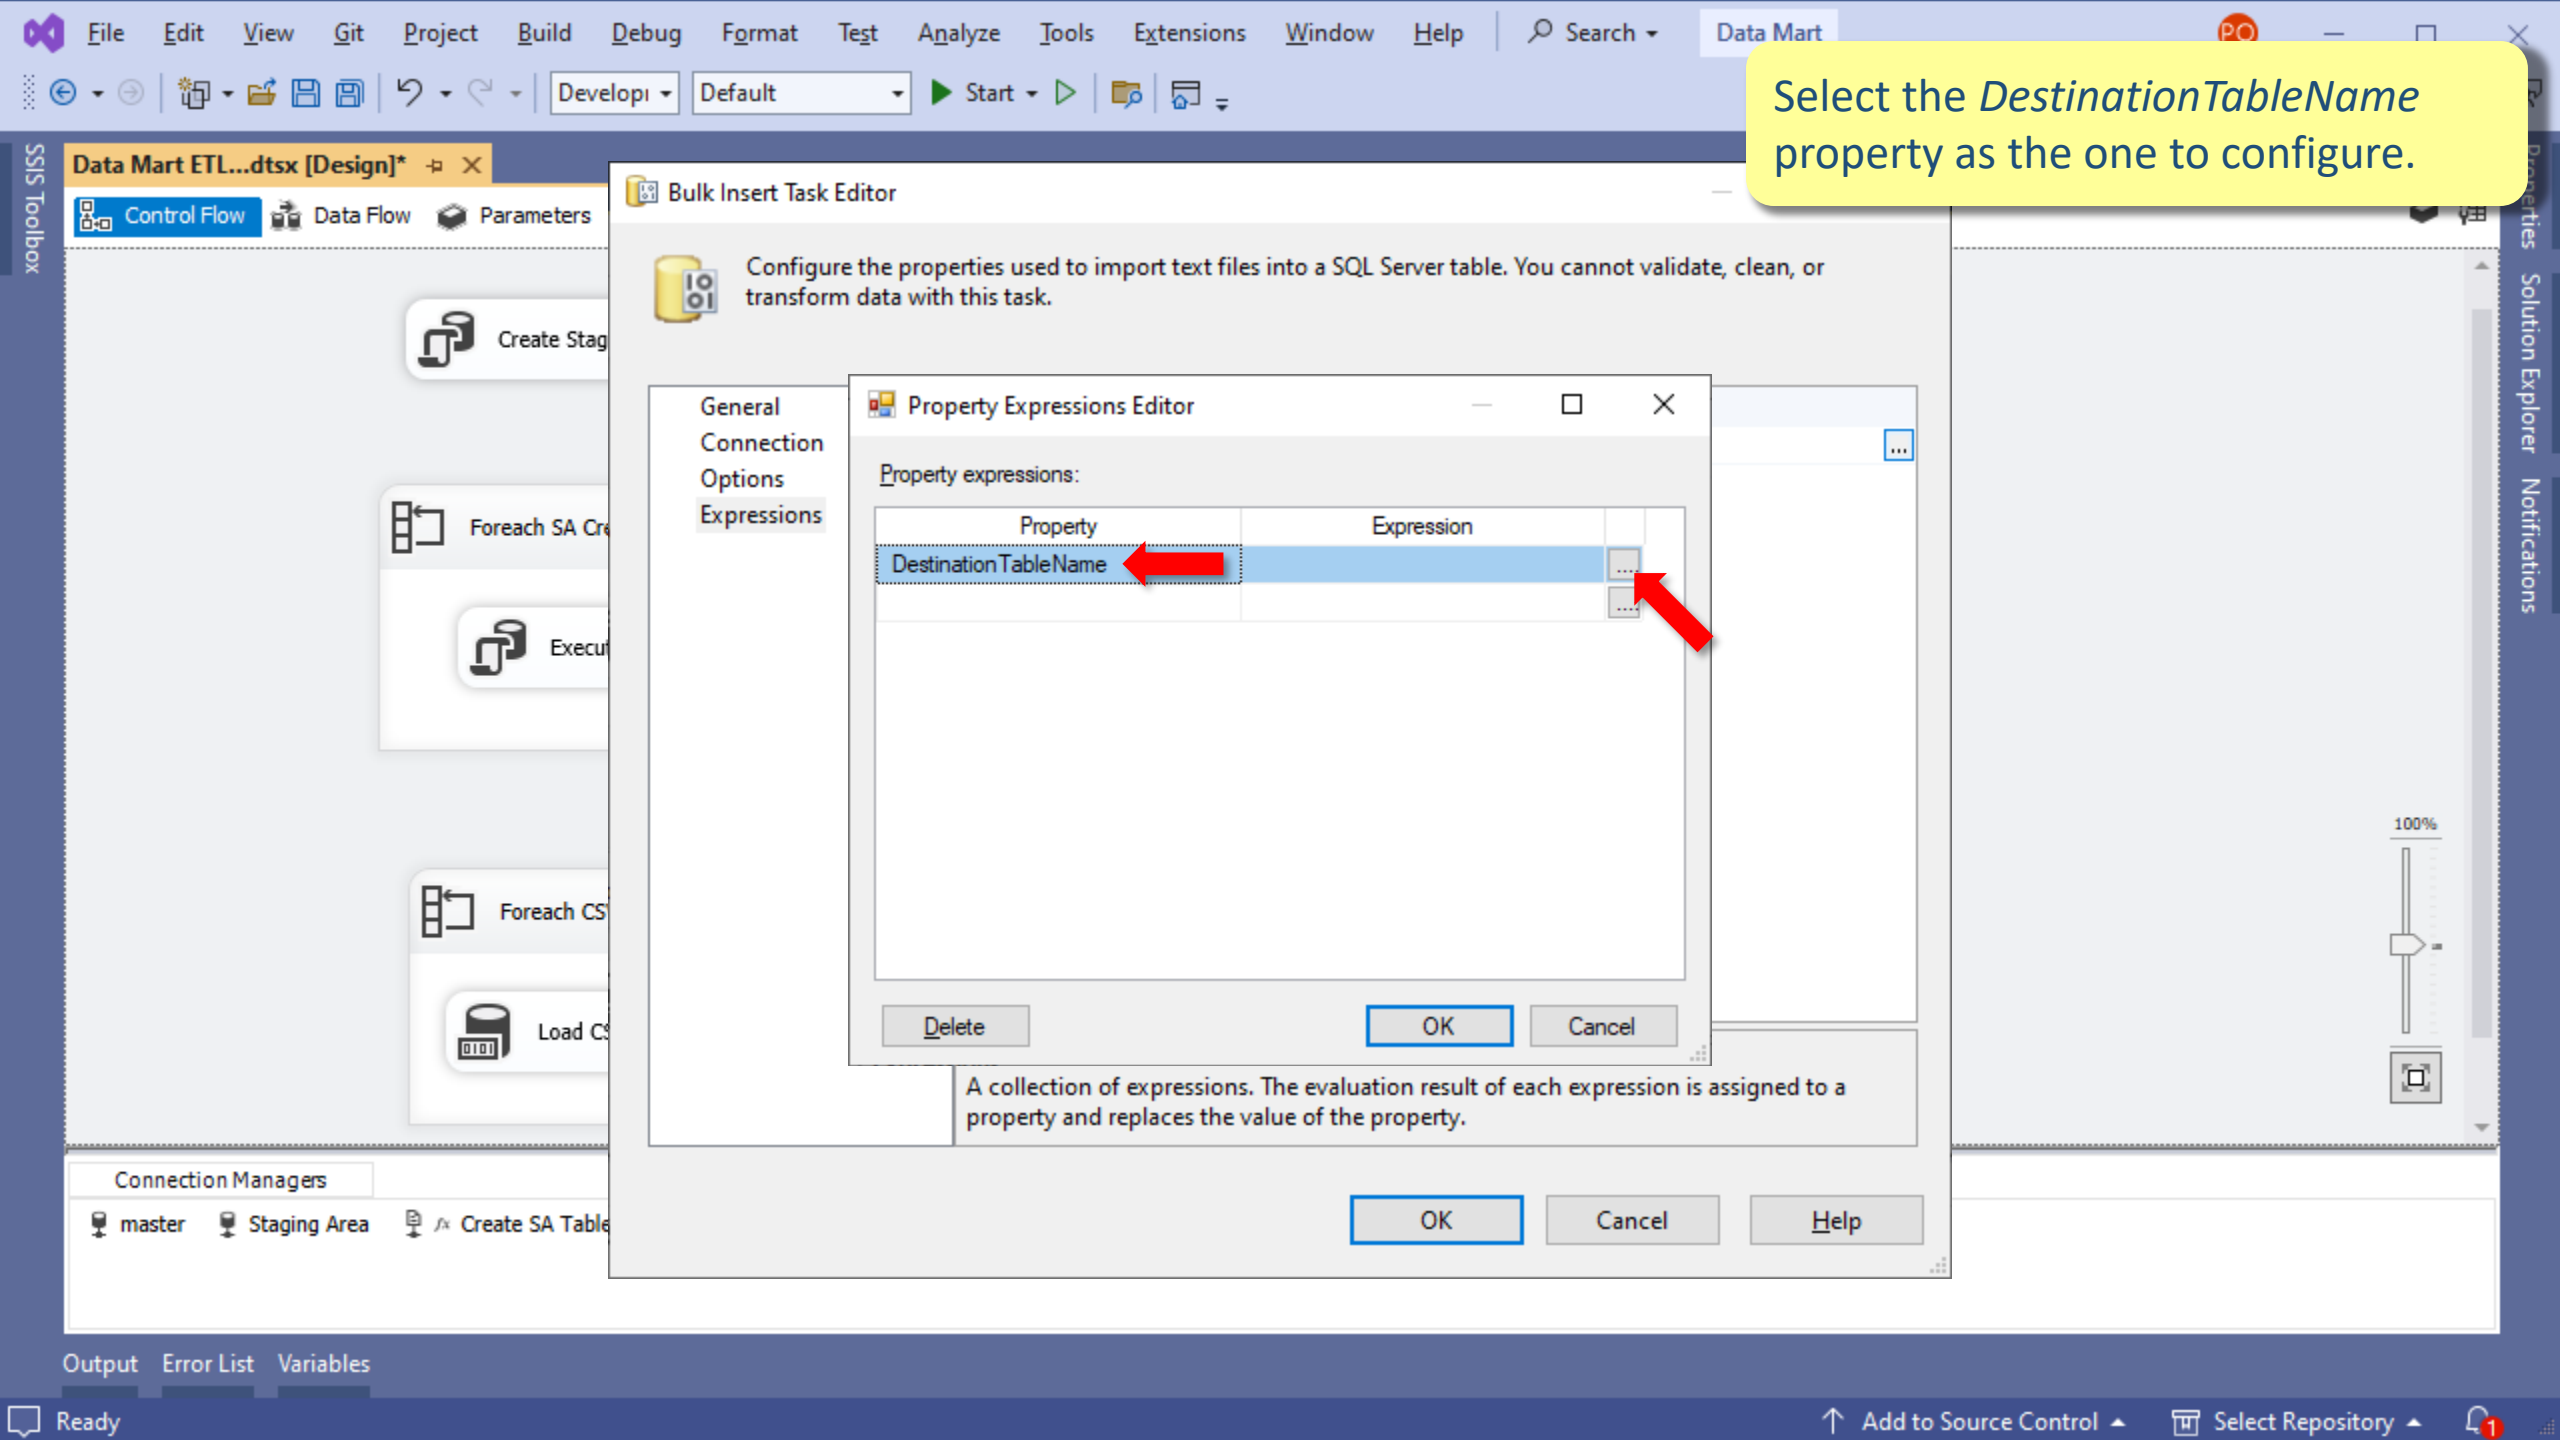 File Edit View Git Project Build Debug Format Test Analyze Tools Extensions Window Help Search Data Mart PO
Develop Default Start
Select the DestinationTableName
property as the one to configure.
SSIS Toolbox
Data Mart ETL...dtsx [Design]*
Control Flow Data Flow Parameters
Bulk Insert Task Editor
Configure the properties used to import text files into a SQL Server table. You cannot validate, clean, or
transform data with this task.
Create Stag
Foreach SA Cre
Execut
Foreach CS
Load CS
General
Connection
Options
Expressions
...
Property Expressions Editor
Property expressions:
Property Expression
DestinationTableName ...
...
Delete OK Cancel
A collection of expressions. The evaluation result of each expression is assigned to a
property and replaces the value of the property.
OK Cancel Help
100%
Properties
Solution Explorer
Notifications
Connection Managers
master Staging Area fx Create SA Table
Output Error List Variables
Ready Add to Source Control Select Repository 1